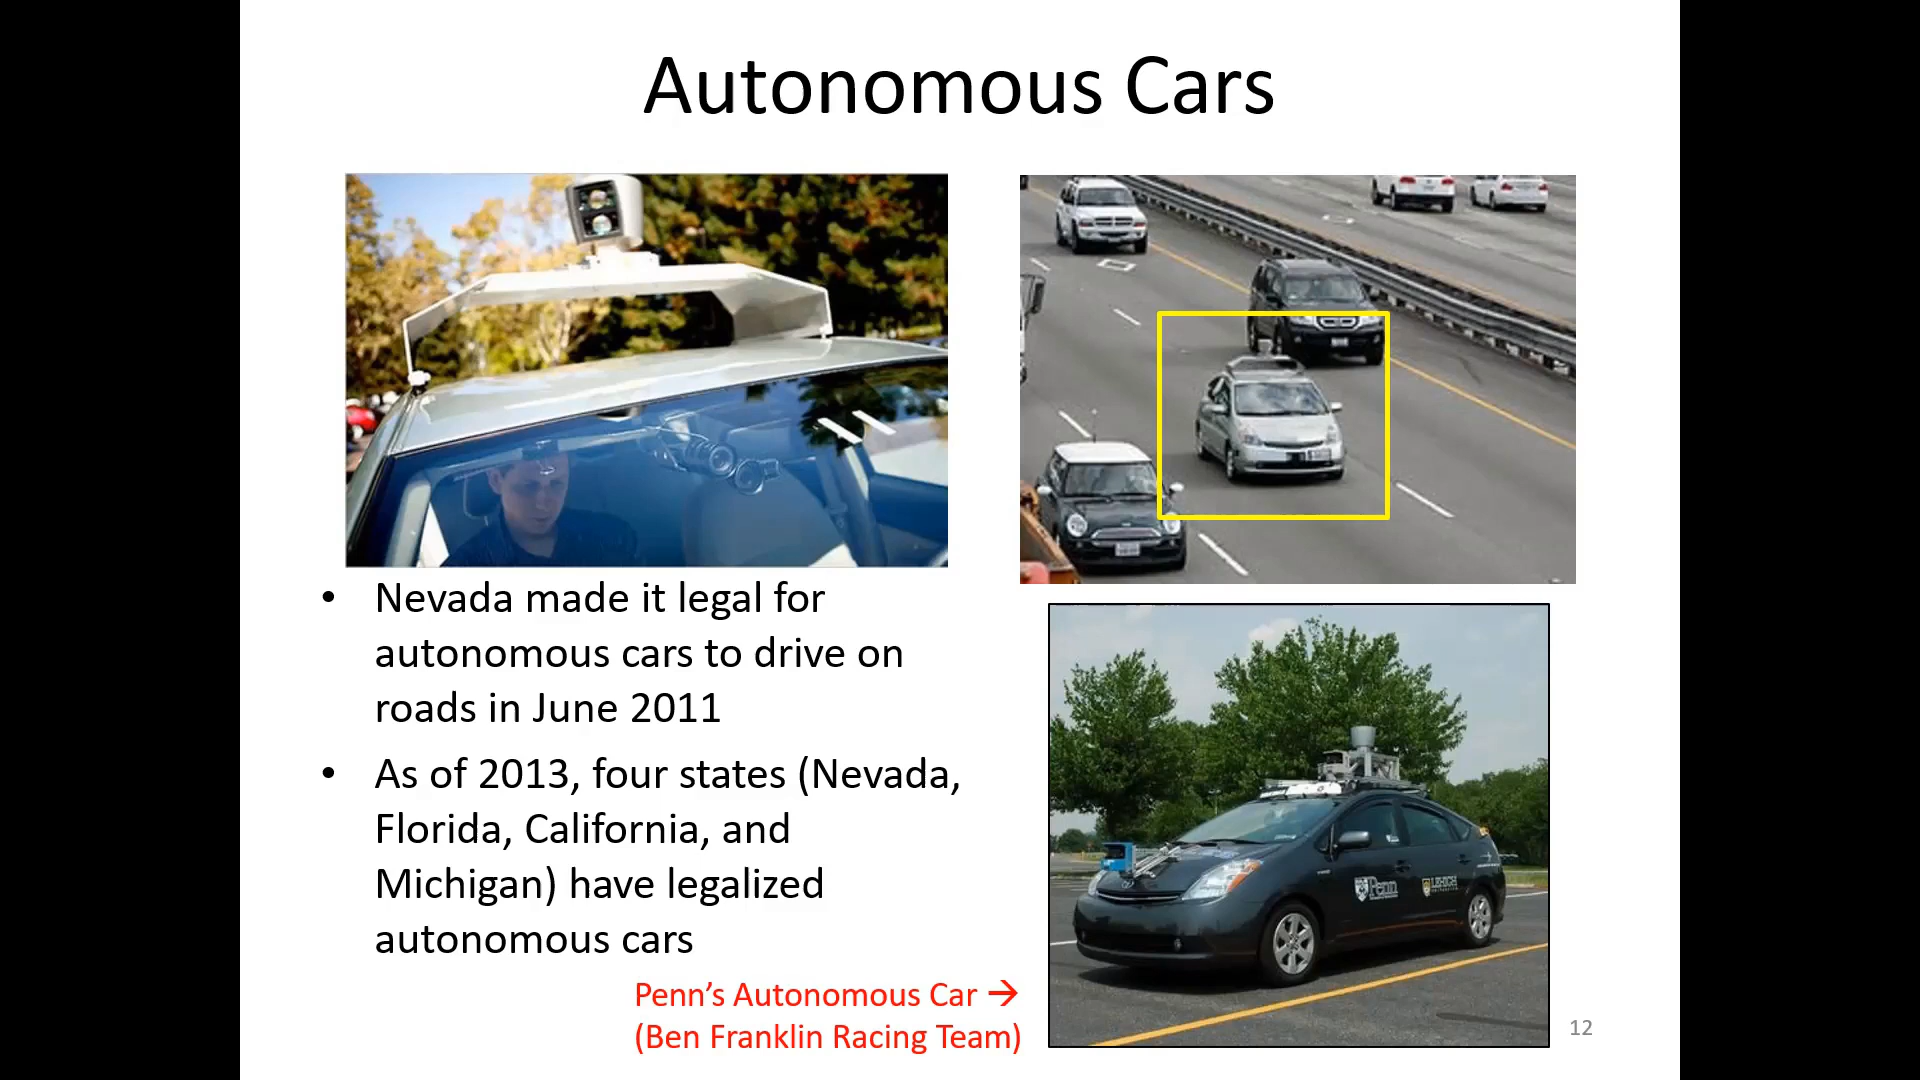 Autonomous Cars
• Nevada made it legal for
autonomous cars to drive on
roads in June 2011
• As of 2013, four states (Nevada,
Florida, California, and
Michigan) have legalized
autonomous cars
Penn’s Autonomous Car →
(Ben Franklin Racing Team)
Penn
LEHIGH
12